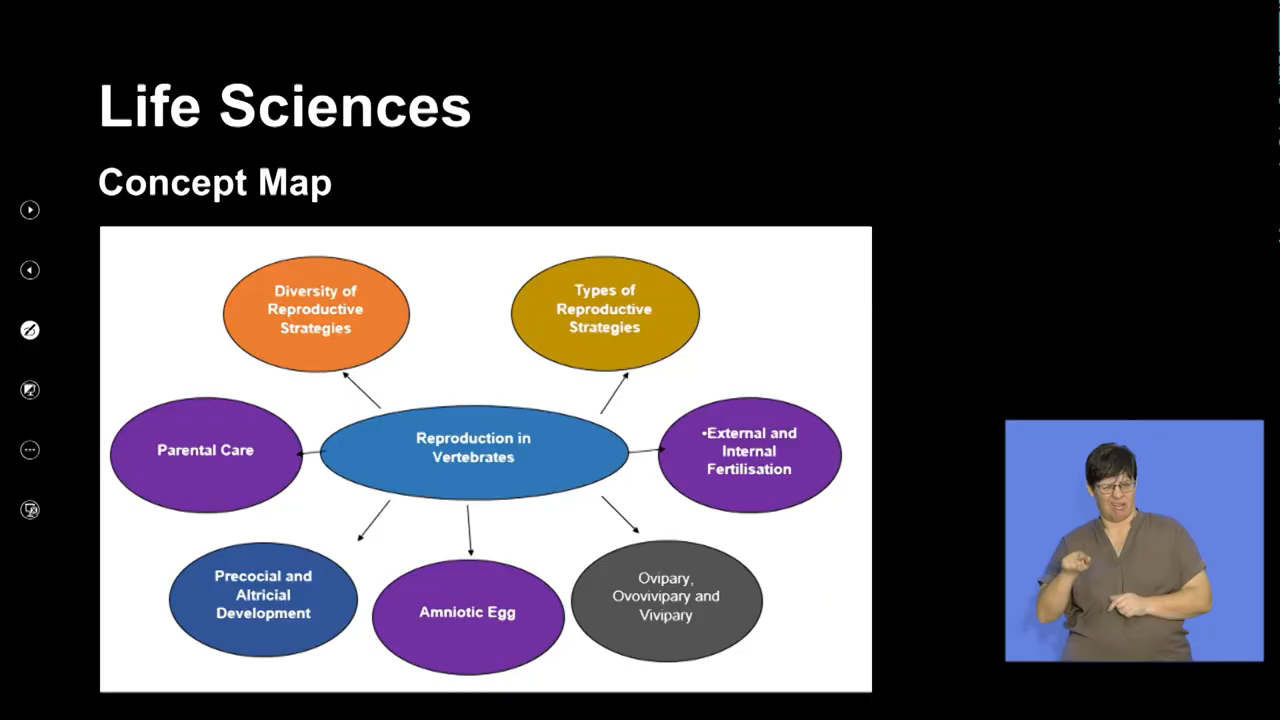 Life Sciences
Concept Map
Diversity of
Reproductive
Strategies
Types of
Reproductive
Strategies
Parental Care
Reproduction in
Vertebrates
•External and
Internal
Fertilisation
Precocial and
Altricial
Development
Amniotic Egg
Ovipary,
Ovovivipary and
Vivipary